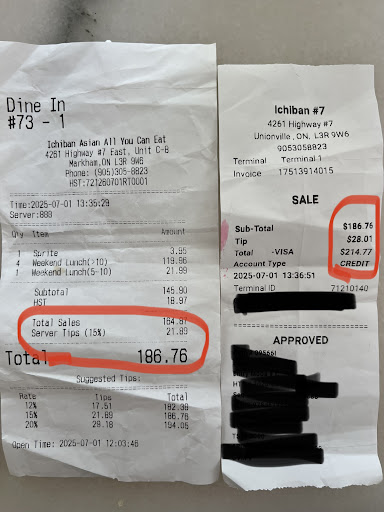 Dine In
#73 - 1
Ichiban Asian All You Can Eat
4261 Highway #7 East, Unit C-8
Markham,ON L3R 9W6
Phone: (905)305-8823
HST:721260701RT0001
Time:2025-07-01 13:35:29
Server:888
Qty Item Amount
1 Sprite 3.95
4 Weekend Lunch(>10) 119.96
1 Weekend Lunch(5-10) 21.99
Subtotal 145.90
HST 18.97
Total Sales 164.87
Server Tips (15%) 21.89
Total 186.76
Suggested Tips:
Rate Tips Total
12% 17.51 182.38
15% 21.89 186.76
20% 29.18 194.05
Open Time: 2025-07-01 12:03:46
Ichiban #7
4261 Highway #7
Unionville, ON, L3R 9W6
9053058823
Terminal Terminal 1
Invoice 17513914015
SALE
Sub-Total $186.76
Tip $28.01
Total -VISA $214.77
Account Type CREDIT
2025-07-01 13:36:51
Terminal ID 71210140
APPROVED